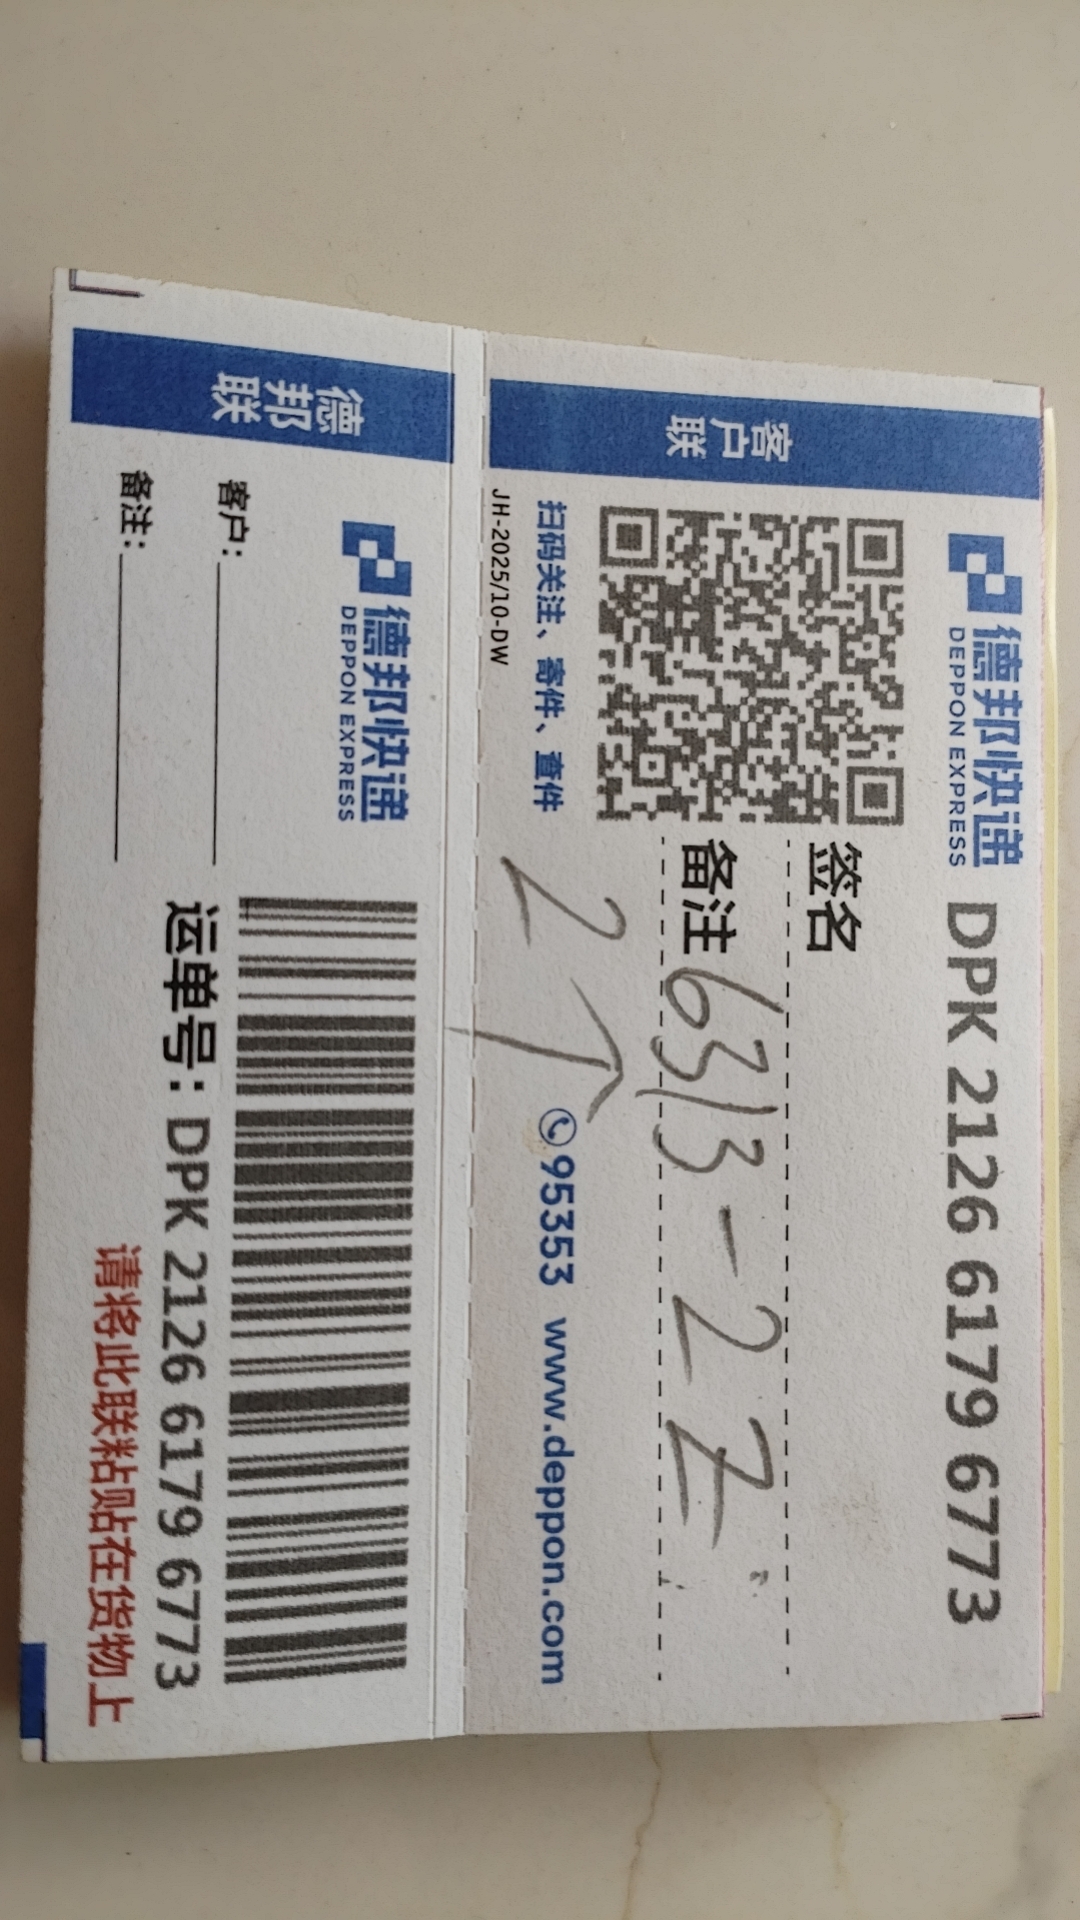 客户联
德邦快递 DPK 2126 6179 6773
DEPPON EXPRESS
签名
备注 6313-27
扫码关注、寄件、查件
2个
95353 www.deppon.com
JH-2025/10-DW
德邦联
德邦快递
DEPPON EXPRESS
客户:
备注:
运单号: DPK 2126 6179 6773
请将此联粘贴在货物上